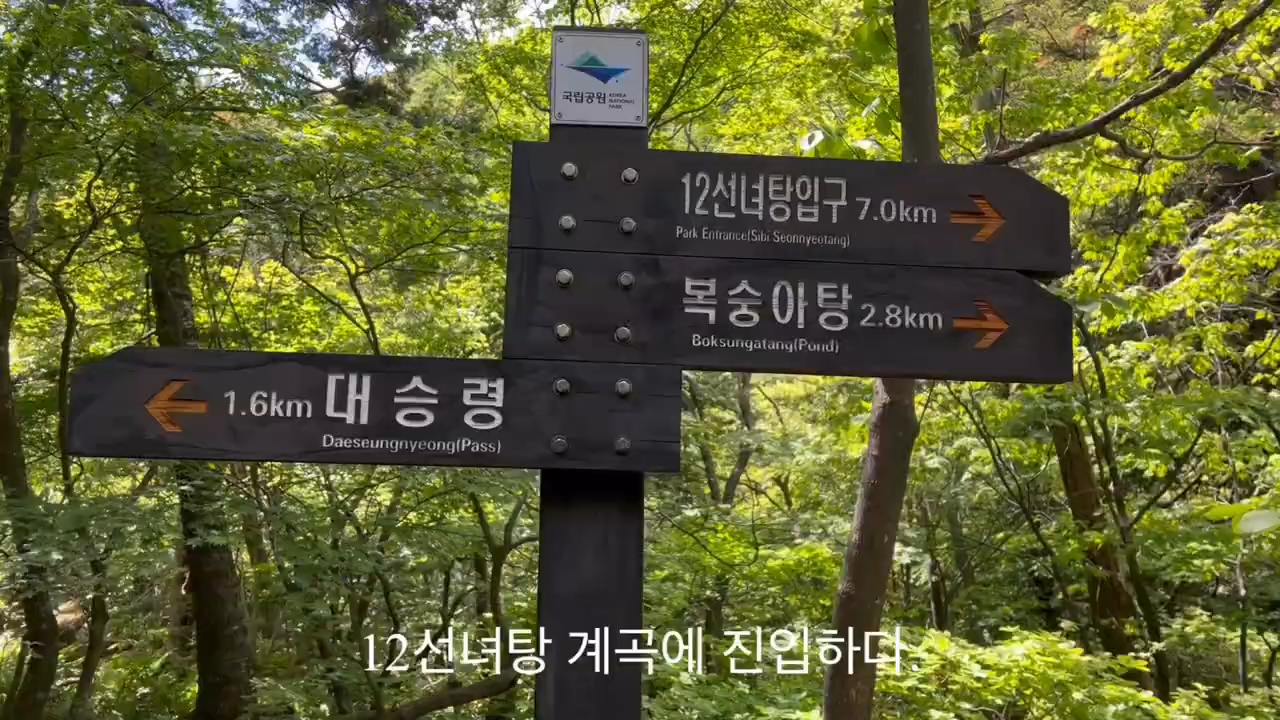 국립공원 KOREA NATIONAL PARK
12선녀탕입구 7.0km
Park Entrance(Sibi Seonnyeotang)
복숭아탕 2.8km
Boksungatang(Pond)
1.6km 대승령
Daeseungnyeong(Pass)
12선녀탕 계곡에 진입하다.